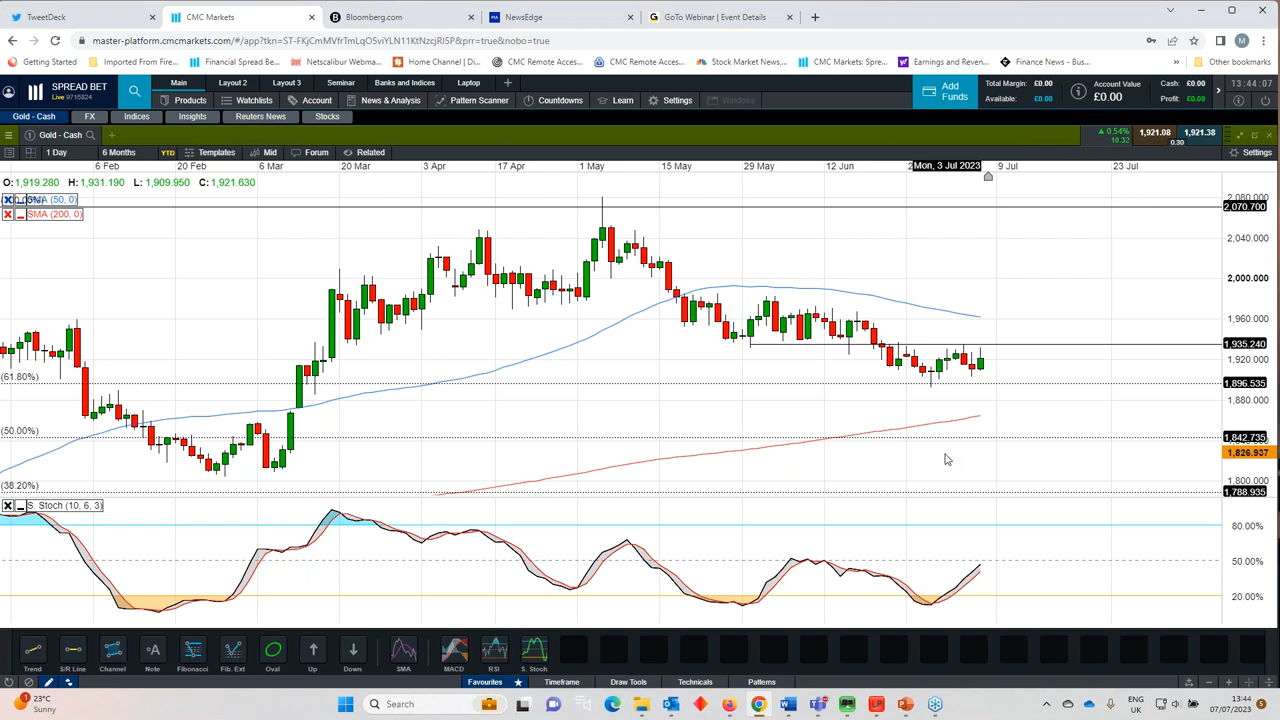 TweetDeck
CMC Markets
Bloomberg.com
NewsEdge
GoTo Webinar | Event Details
master-platform.cmcmarkets.com/#/app?tkn=ST-FKjCmMVfrTmLqO5viYLN11KtNzcjRI5P&prr=true&nobo=true
Getting Started
Imported From Fire...
Financial Spread Be...
Netscalibur Webma...
Home Channel | Di...
CMC Remote Acces...
CMC Remote Acces...
Stock Market News,...
CMC Markets: Spre...
Earnings and Reven...
Finance News - Bus...
Other bookmarks
SPREAD BET
Live 9715824
Main
Layout 2
Layout 3
Seminar
Banks and Indices
Laptop
Products
Watchlists
Account
News & Analysis
Pattern Scanner
Countdowns
Learn
Settings
Windows
Add Funds
Total Margin: £0.00
Available: £0.00
Account Value
£0.00
Cash: £0.00
Profit: £0.00
13:44:07
Gold - Cash
FX
Indices
Insights
Reuters News
Stocks
Gold - Cash
0.54%
10.32
1,921.08
0.30
1,921.38
1 Day
6 Months
YTD
Templates
Mid
Forum
Related
Settings
6 Feb
20 Feb
6 Mar
20 Mar
3 Apr
17 Apr
1 May
15 May
29 May
12 Jun
Mon, 3 Jul 2023
9 Jul
23 Jul
O: 1,919.280 H: 1,931.190 L: 1,909.950 C: 1,921.630
SMA (50, 0)
SMA (200, 0)
2,070.700
2,040.000
2,000.000
1,960.000
1,935.240
1,920.000
(61.80%)
1,896.535
1,880.000
(50.00%)
1,842.735
1,826.937
1,800.000
(38.20%)
1,788.935
S. Stoch (10, 6, 3)
80.00%
50.00%
20.00%
Trend
S/R Line
Channel
Note
Fibonacci
Fib. Ext
Oval
Up
Down
SMA
MACD
RSI
S. Stoch
Favourites
Timeframe
Draw Tools
Technicals
Patterns
23°C
Sunny
Search
ENG
UK
13:44
07/07/2023